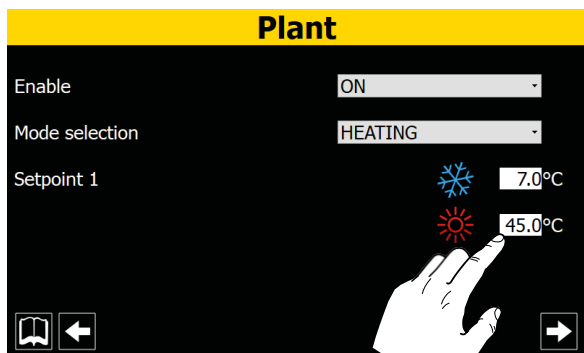 Plant
Enable ON
Mode selection HEATING
Setpoint 1 7.0°C
45.0°C